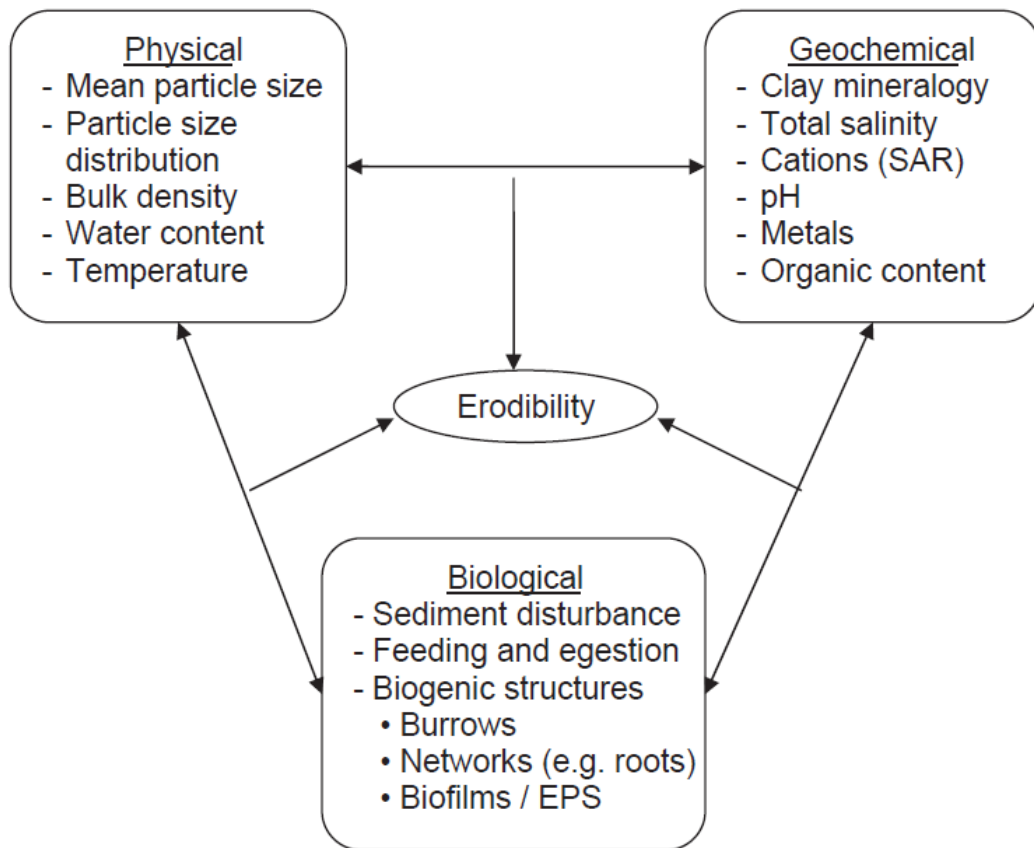 Physical
- Mean particle size
- Particle size
distribution
- Bulk density
- Water content
- Temperature
Geochemical
- Clay mineralogy
- Total salinity
- Cations (SAR)
- pH
- Metals
- Organic content
Erodibility
Biological
- Sediment disturbance
- Feeding and egestion
- Biogenic structures
• Burrows
• Networks (e.g. roots)
• Biofilms / EPS